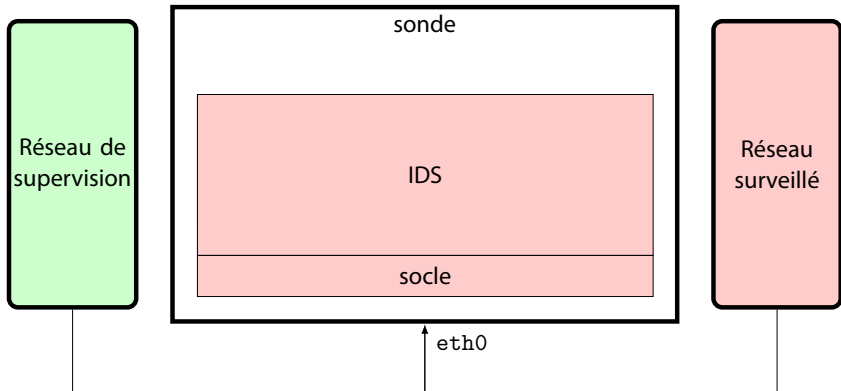 sonde
Réseau de
supervision
IDS
Réseau
surveillé
socle
eth0